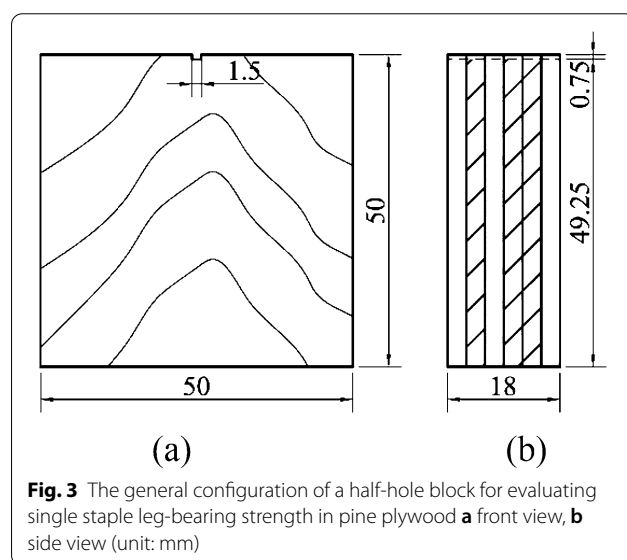 1.5
50
50
(a)
0.75
49.25
18
(b)
Fig. 3 The general configuration of a half-hole block for evaluating
single staple leg-bearing strength in pine plywood a front view, b
side view (unit: mm)